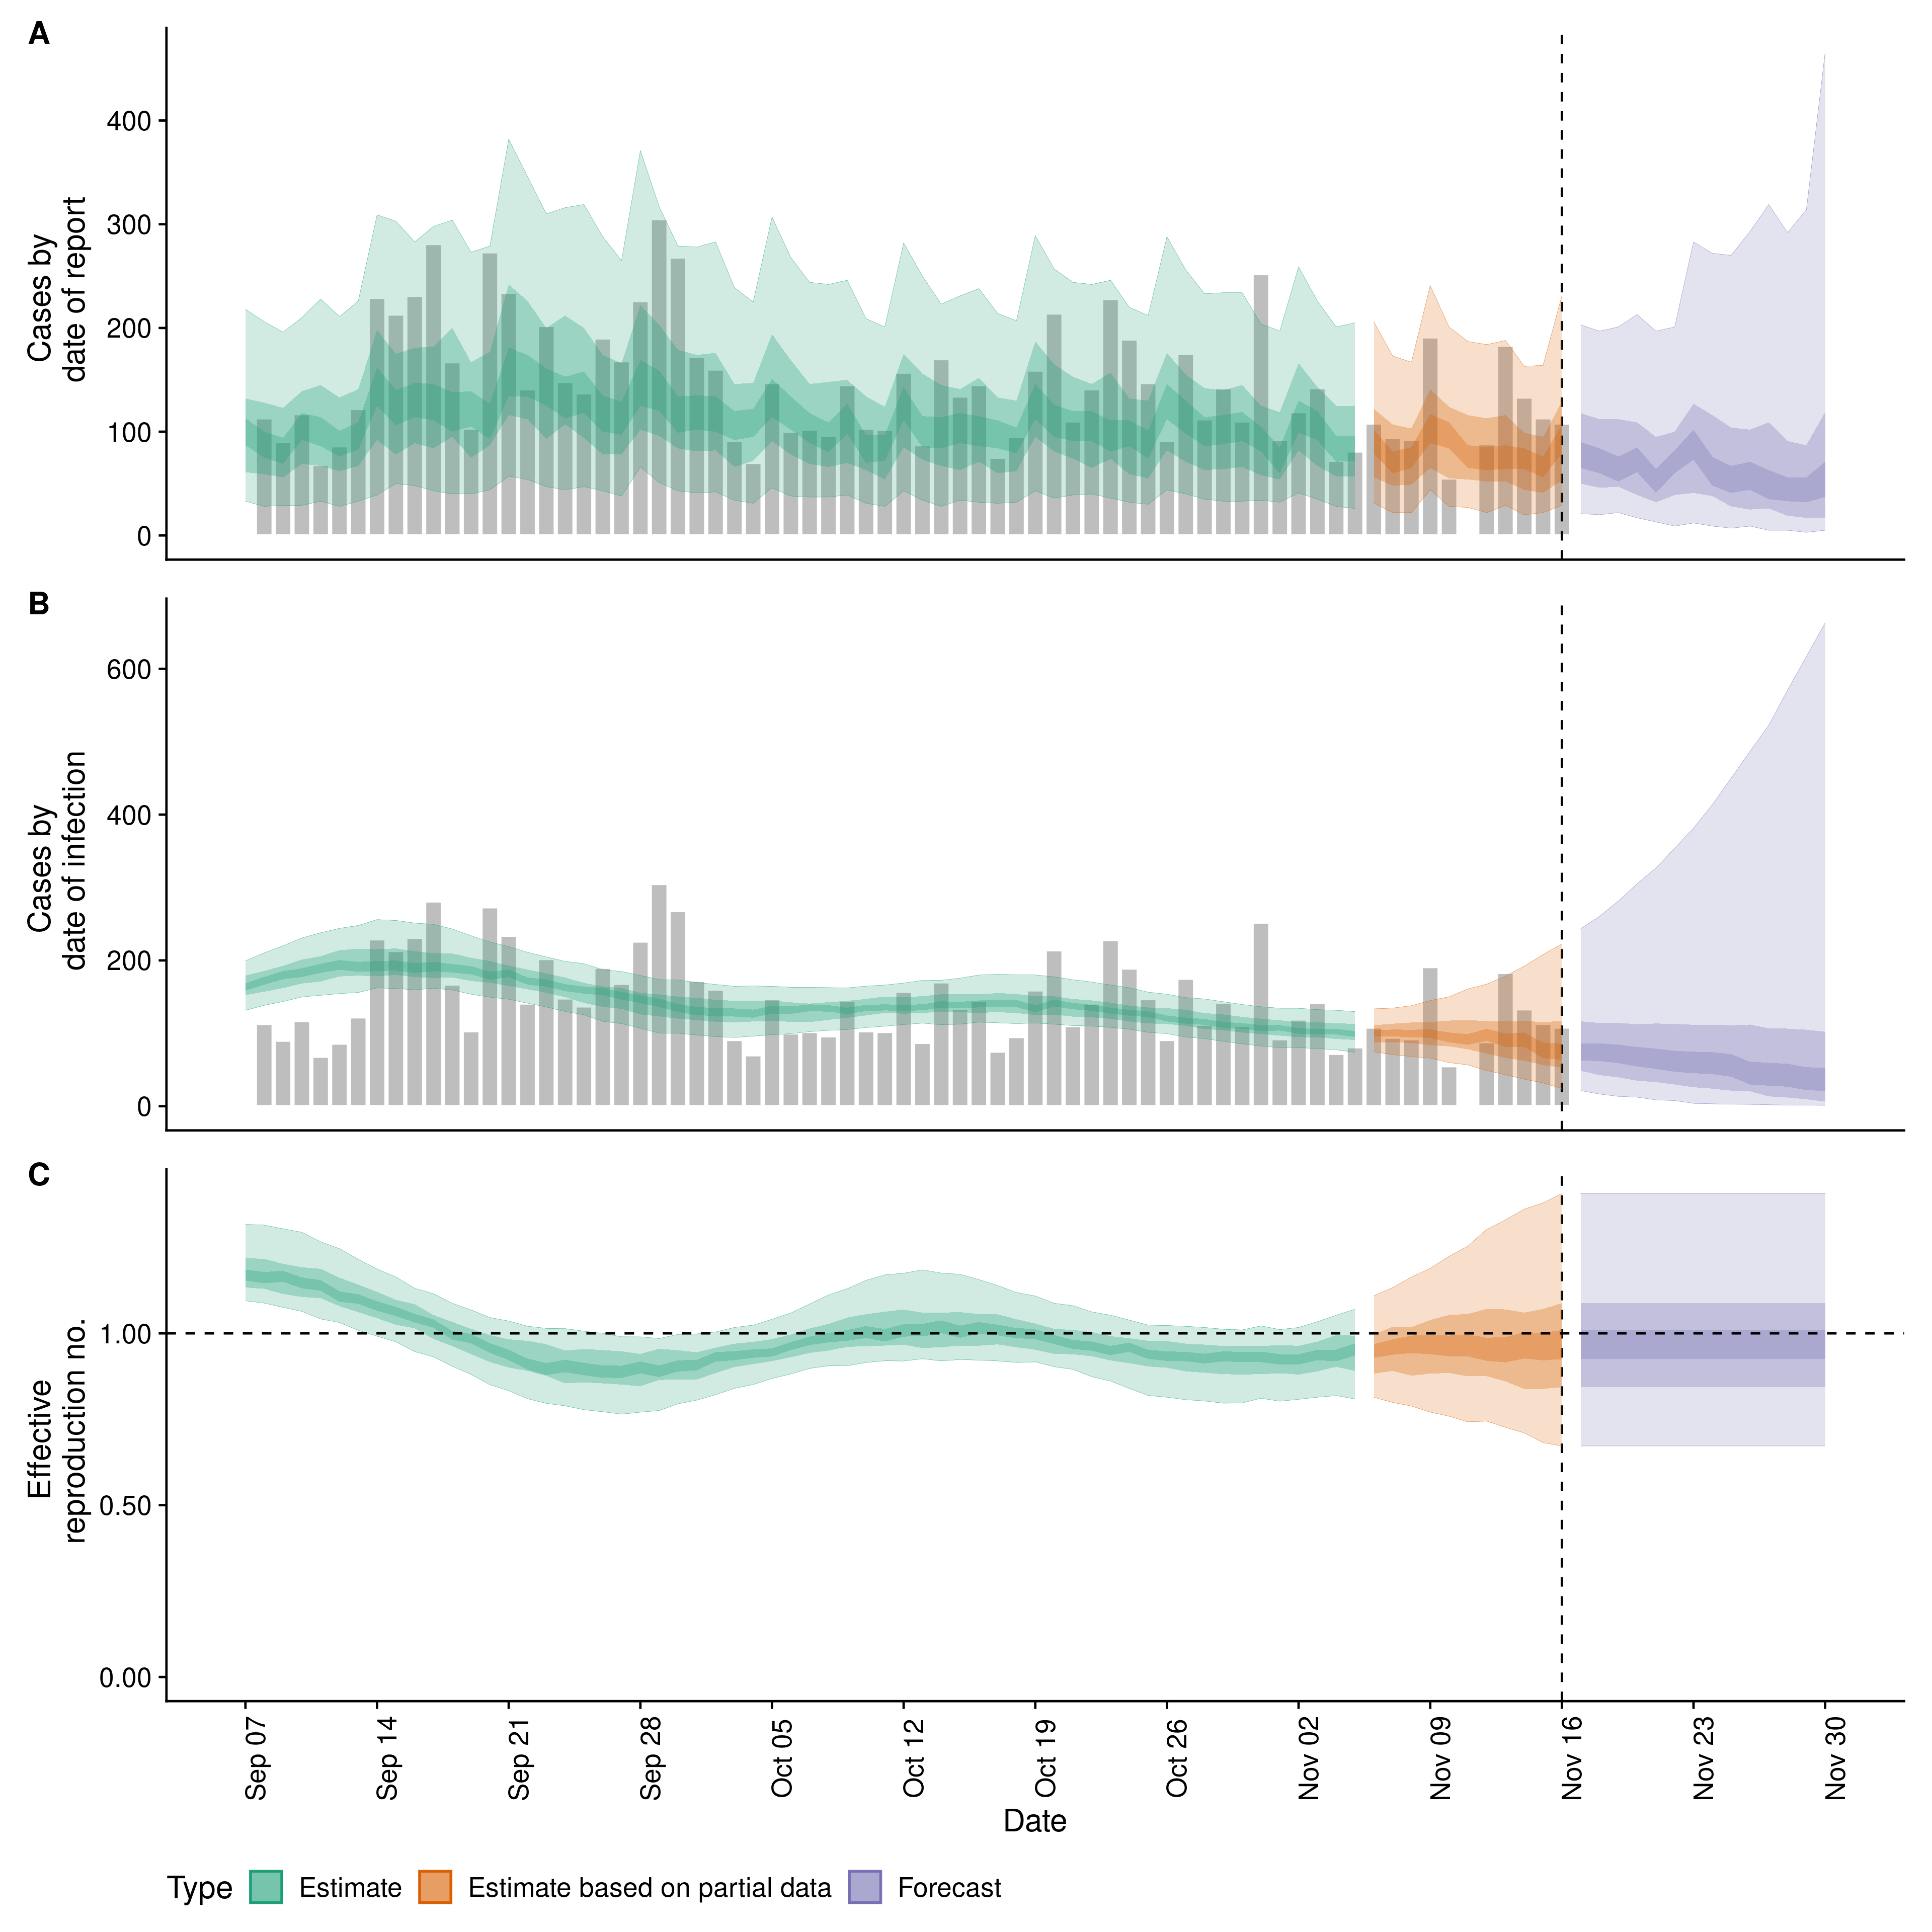 A
Cases by
date of report
400
300
200
100
0
B
Cases by
date of infection
600
400
200
0
C
Effective
reproduction no.
1.00
0.50
0.00
Sep 07
Sep 14
Sep 21
Sep 28
Oct 05
Oct 12
Oct 19
Oct 26
Nov 02
Nov 09
Nov 16
Nov 23
Nov 30
Date
Type Estimate Estimate based on partial data Forecast